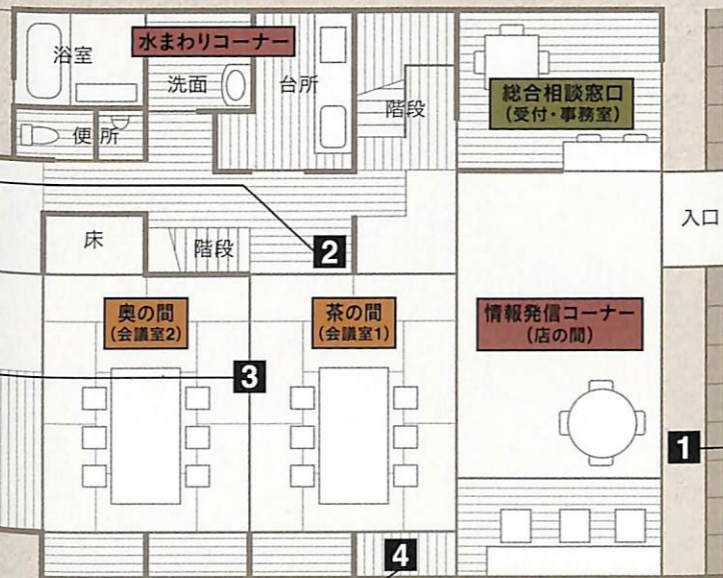 水まわりコーナー
浴室
洗面
台所
便所
階段
総合相談窓口
(受付・事務室)
入口
床
階段
2
奥の間
(会議室2)
茶の間
(会議室1)
情報発信コーナー
(店の間)
3
1
4